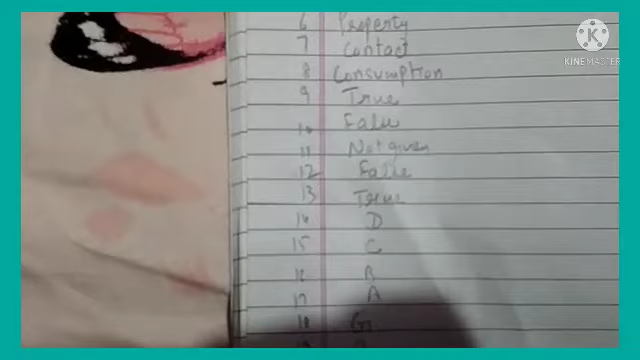 6 Property
7 Contact
8 Consumption
9 True
10 False
11 Not given
12 False
13 True
14 D
15 C
16 B
17 A
18 G
KINEMASTER